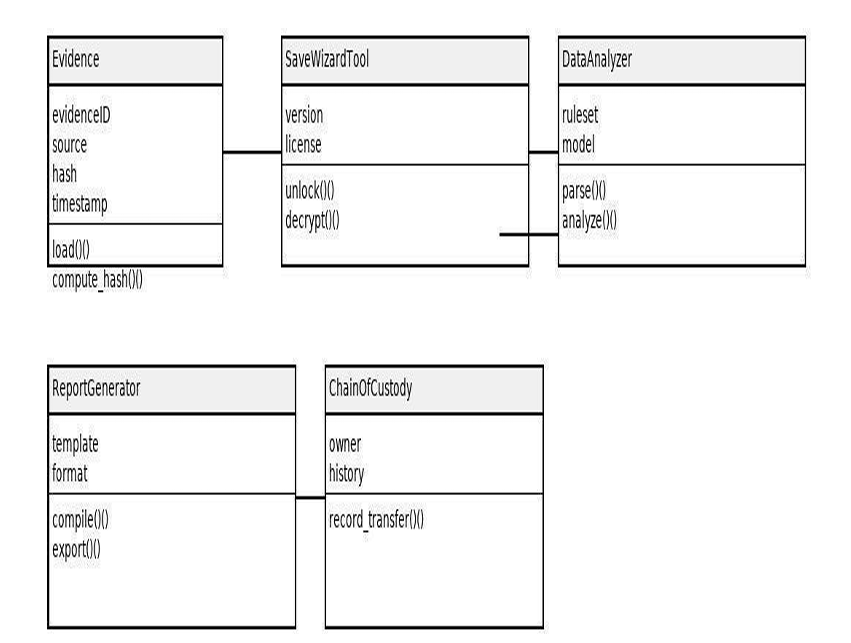 Evidence
evidenceID
source
hash
timestamp
load()()
compute_hash()()
SaveWizardTool
version
license
unlock()()
decrypt()()
DataAnalyzer
ruleset
model
parse()()
analyze()()
ReportGenerator
template
format
compile()()
export()()
ChainOfCustody
owner
history
record_transfer()()